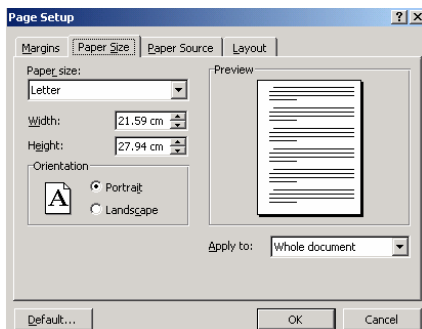 Page Setup
Margins Paper Size Paper Source Layout
Paper size:
Letter
Width: 21.59 cm
Height: 27.94 cm
Orientation
A
Portrait
Landscape
Preview
Apply to: Whole document
Default... OK Cancel